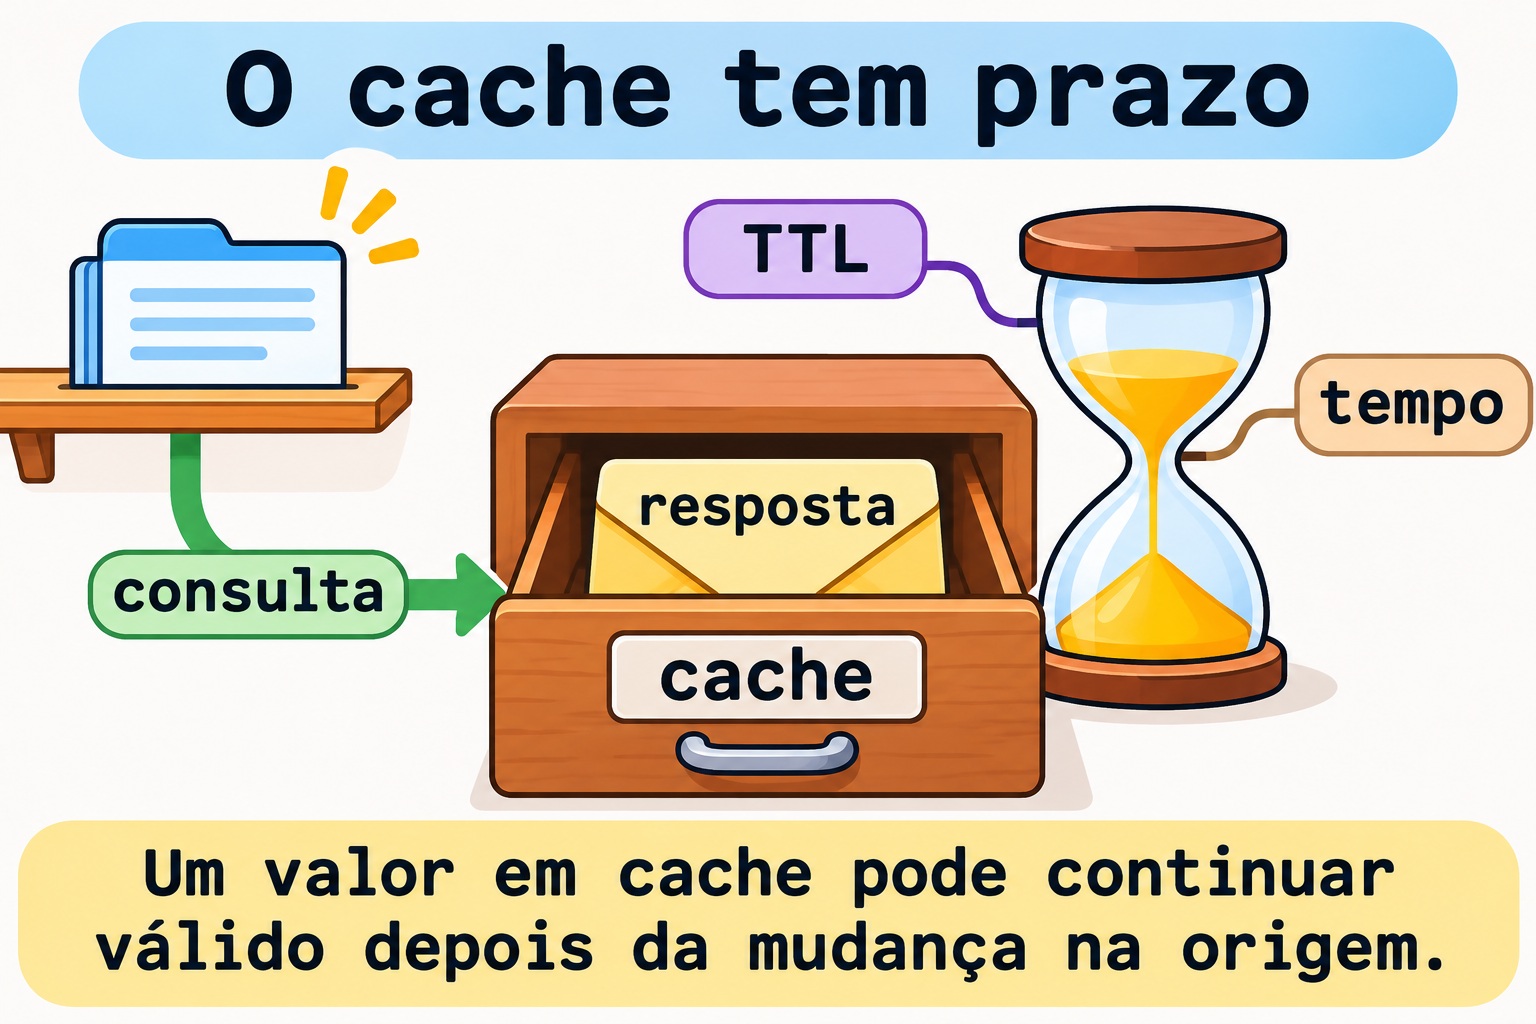 O cache tem prazo
TTL
tempo
resposta
consulta
cache
Um valor em cache pode continuar
válido depois da mudança na origem.